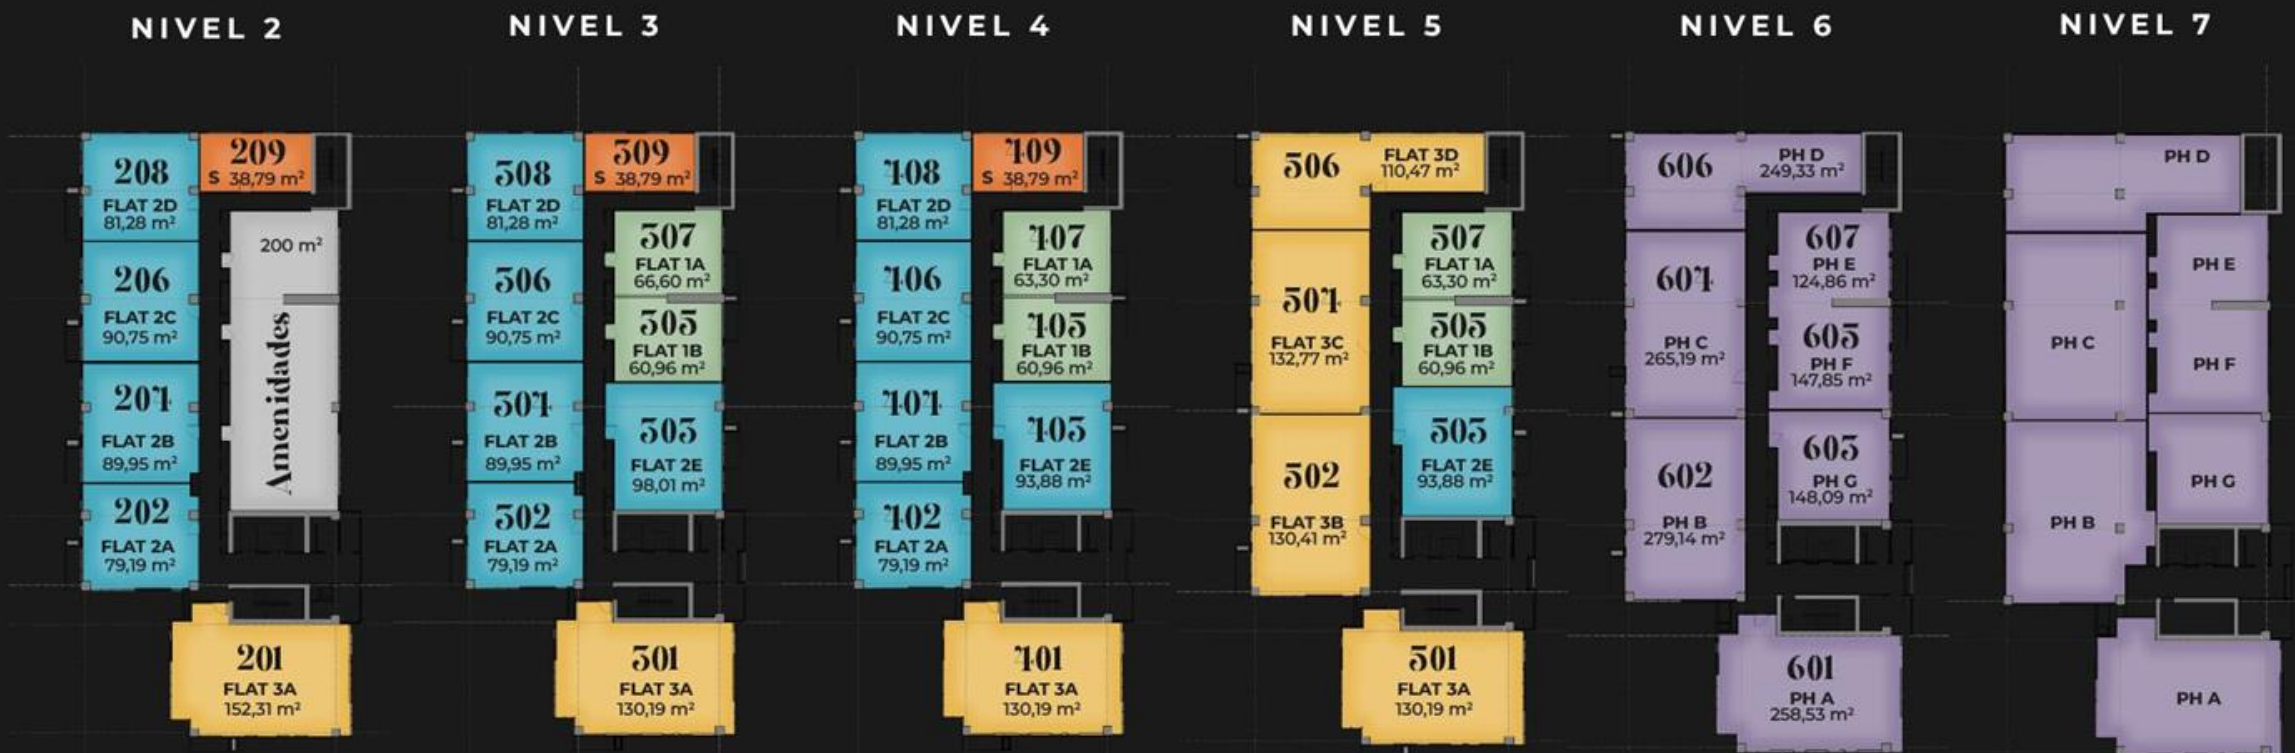 NIVEL 2
208
FLAT 2D
81,28 m²
209
S 38,79 m²
206
FLAT 2C
90,75 m²
200 m²
Amenidades
204
FLAT 2B
89,95 m²
202
FLAT 2A
79,19 m²
201
FLAT 3A
152,31 m²
NIVEL 3
308
FLAT 2D
81,28 m²
309
S 38,79 m²
307
FLAT 1A
66,60 m²
306
FLAT 2C
90,75 m²
305
FLAT 1B
60,96 m²
304
FLAT 2B
89,95 m²
303
FLAT 2E
98,01 m²
302
FLAT 2A
79,19 m²
301
FLAT 3A
130,19 m²
NIVEL 4
408
FLAT 2D
81,28 m²
409
S 38,79 m²
407
FLAT 1A
63,30 m²
406
FLAT 2C
90,75 m²
405
FLAT 1B
60,96 m²
404
FLAT 2B
89,95 m²
403
FLAT 2E
93,88 m²
402
FLAT 2A
79,19 m²
401
FLAT 3A
130,19 m²
NIVEL 5
506
FLAT 3D
110,47 m²
507
FLAT 1A
63,30 m²
504
FLAT 3C
132,77 m²
505
FLAT 1B
60,96 m²
503
FLAT 2E
93,88 m²
502
FLAT 3B
130,41 m²
501
FLAT 3A
130,19 m²
NIVEL 6
606
PH D
249,33 m²
607
PH E
124,86 m²
604
PH C
265,19 m²
605
PH F
147,85 m²
603
PH G
148,09 m²
602
PH B
279,14 m²
601
PH A
258,53 m²
NIVEL 7
PH D
PH E
PH C
PH F
PH G
PH B
PH A